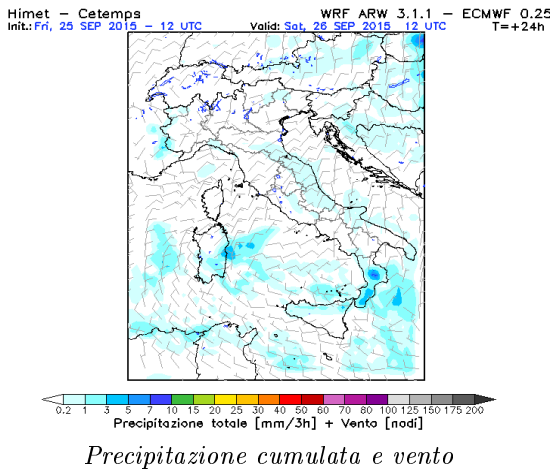 Himet – Cetemps WRF ARW 3.1.1 – ECMWF 0.25
Init.: Fri, 25 SEP 2015 – 12 UTC Valid: Sat, 26 SEP 2015 12 UTC T=+24h
0.2 1 3 5 7 10 15 20 25 30 40 50 60 70 80 100 125 150 175 200
Precipitazione totale [mm/3h] + Vento [nodi]
Precipitazione cumulata e vento